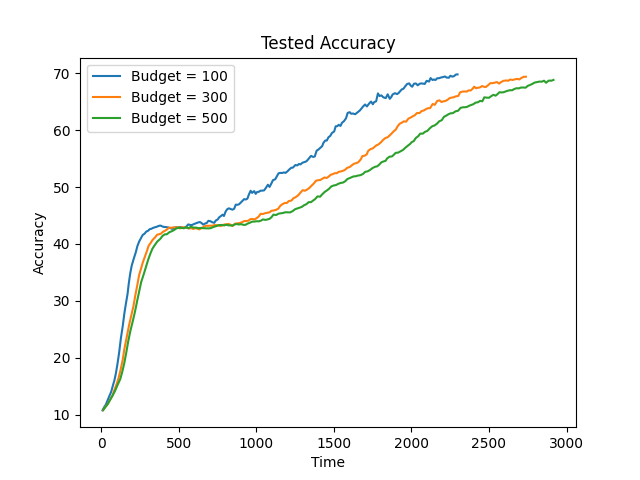 Tested Accuracy
Budget = 100
Budget = 300
Budget = 500
Accuracy
70
60
50
40
30
20
10
0 500 1000 1500 2000 2500 3000
Time